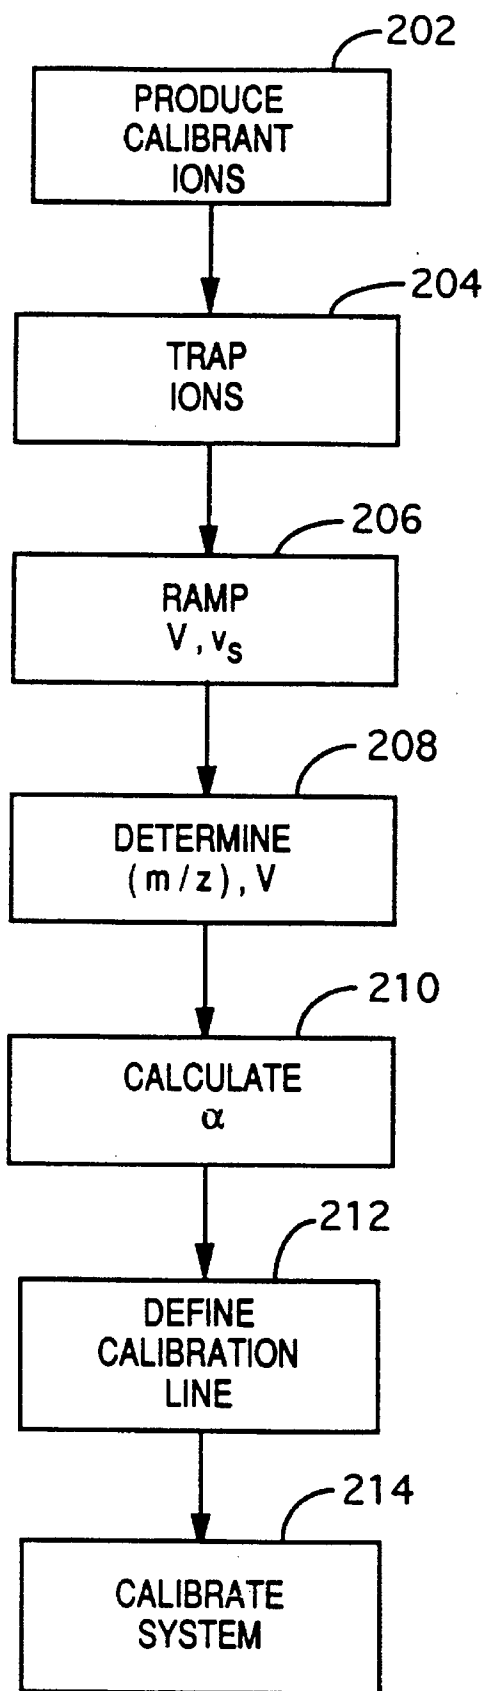 202
PRODUCE
CALIBRANT
IONS
204
TRAP
IONS
206
RAMP
V, vs
208
DETERMINE
(m/z), V
210
CALCULATE
α
212
DEFINE
CALIBRATION
LINE
214
CALIBRATE
SYSTEM